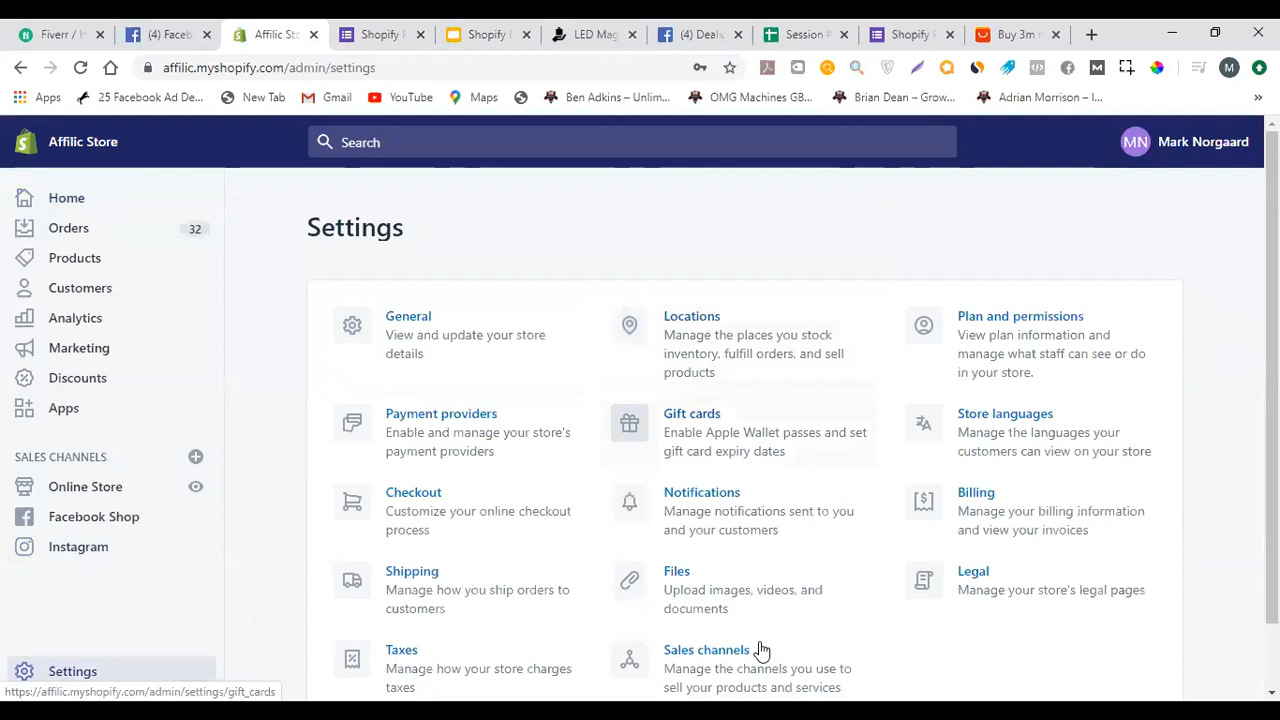 Fiverr / In
(4) Faceb
Affilic Sto
Shopify F
Shopify D
LED Mag
(4) Deale
Session #
Shopify F
Buy 3m r
affilic.myshopify.com/admin/settings
M
Apps
25 Facebook Ad De...
New Tab
Gmail
YouTube
Maps
Ben Adkins – Unlim...
OMG Machines GB...
Brian Dean – Grow...
Adrian Morrison – I...
Affilic Store
Search
MN
Mark Norgaard
Home
Orders
32
Products
Customers
Analytics
Marketing
Discounts
Apps
SALES CHANNELS
Online Store
Facebook Shop
Instagram
Settings
https://affilic.myshopify.com/admin/settings/gift_cards
Settings
General
View and update your store
details
Locations
Manage the places you stock
inventory, fulfill orders, and sell
products
Plan and permissions
View plan information and
manage what staff can see or do
in your store.
Payment providers
Enable and manage your store's
payment providers
Gift cards
Enable Apple Wallet passes and set
gift card expiry dates
Store languages
Manage the languages your
customers can view on your store
Checkout
Customize your online checkout
process
Notifications
Manage notifications sent to you
and your customers
Billing
Manage your billing information
and view your invoices
Shipping
Manage how you ship orders to
customers
Files
Upload images, videos, and
documents
Legal
Manage your store's legal pages
Taxes
Manage how your store charges
taxes
Sales channels
Manage the channels you use to
sell your products and services